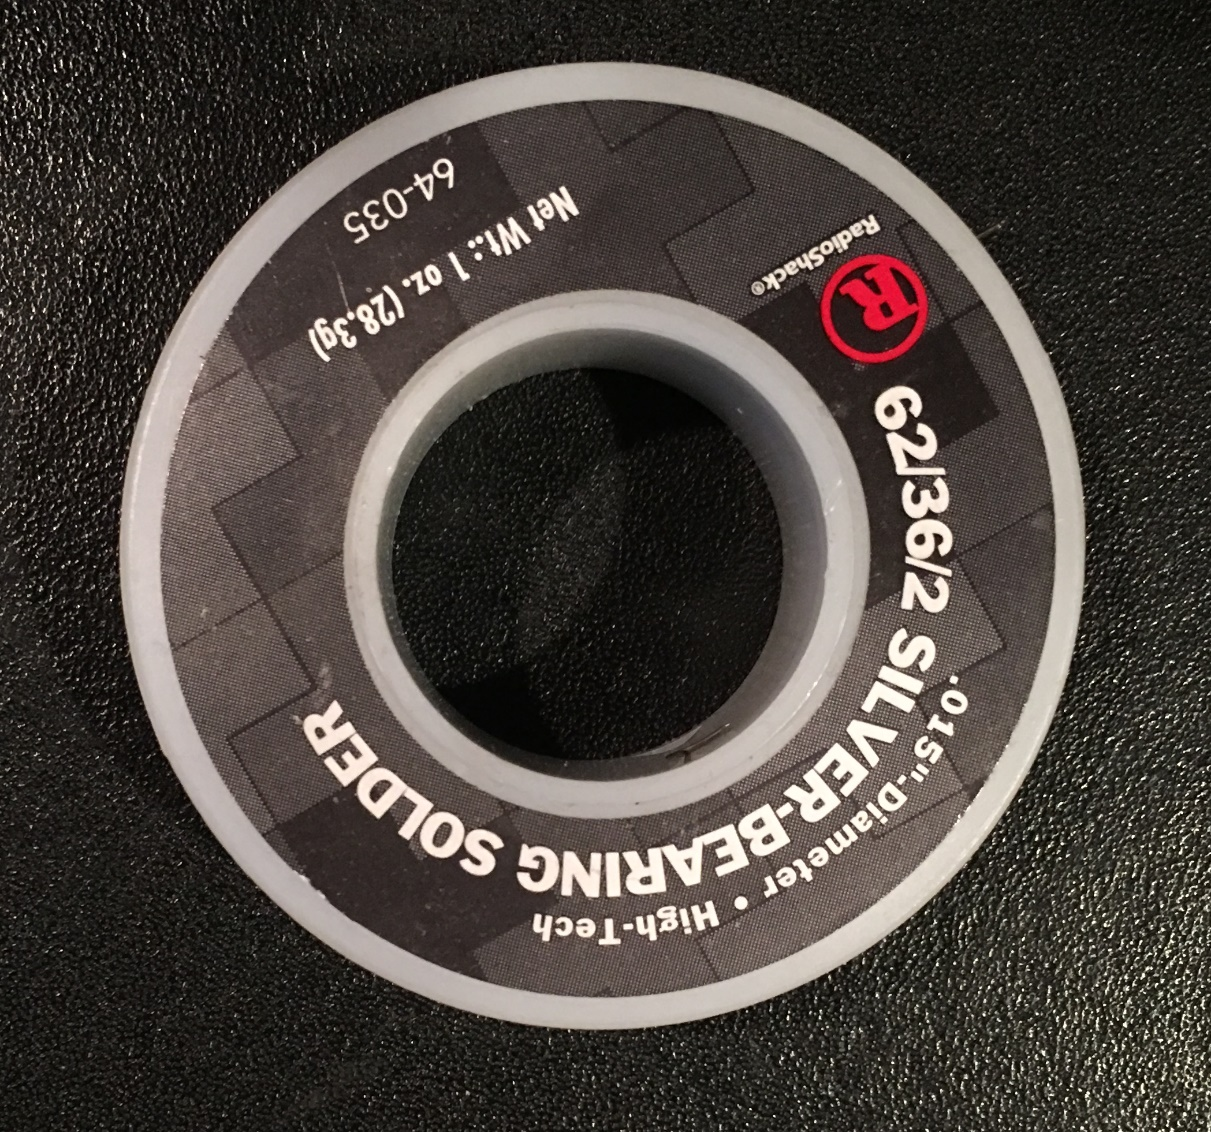 .015"-Diameter • High-Tech
62/36/2 SILVER-BEARING SOLDER
R
RadioShack®
Net Wt.: 1 oz. (28.3g)
64-035